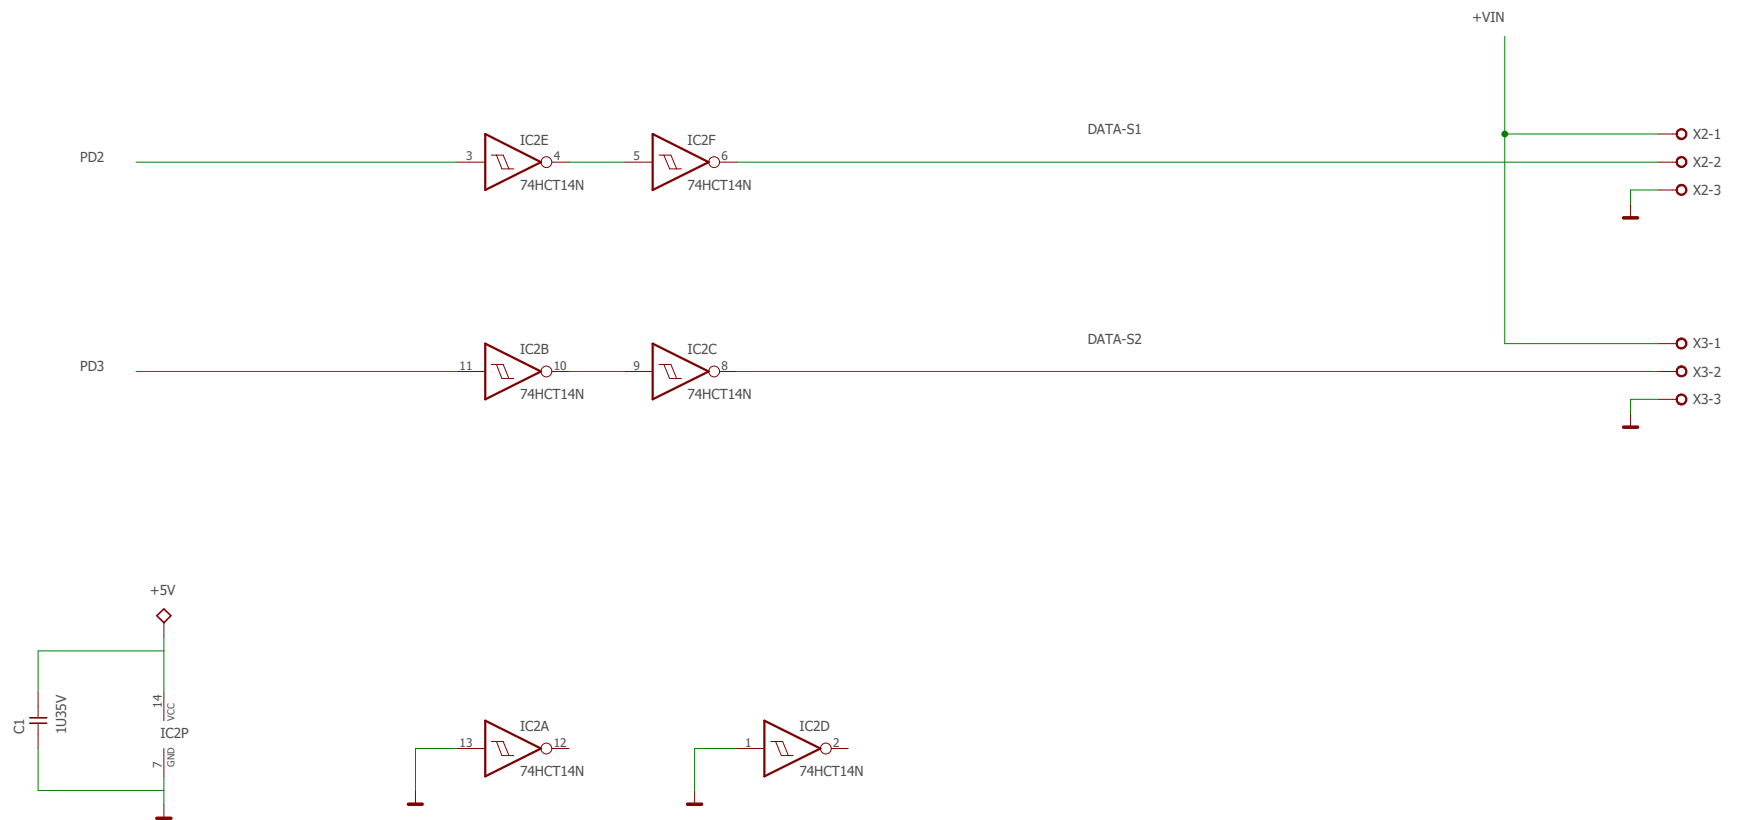 +VIN
DATA-S1
X2-1
PD2
IC2E
3
4
74HCT14N
IC2F
5
6
74HCT14N
X2-2
X2-3
DATA-S2
X3-1
PD3
IC2B
11
10
74HCT14N
IC2C
9
8
74HCT14N
X3-2
X3-3
+5V
C1
1U35V
14
VCC
IC2P
7
GND
IC2A
13
12
74HCT14N
IC2D
1
2
74HCT14N